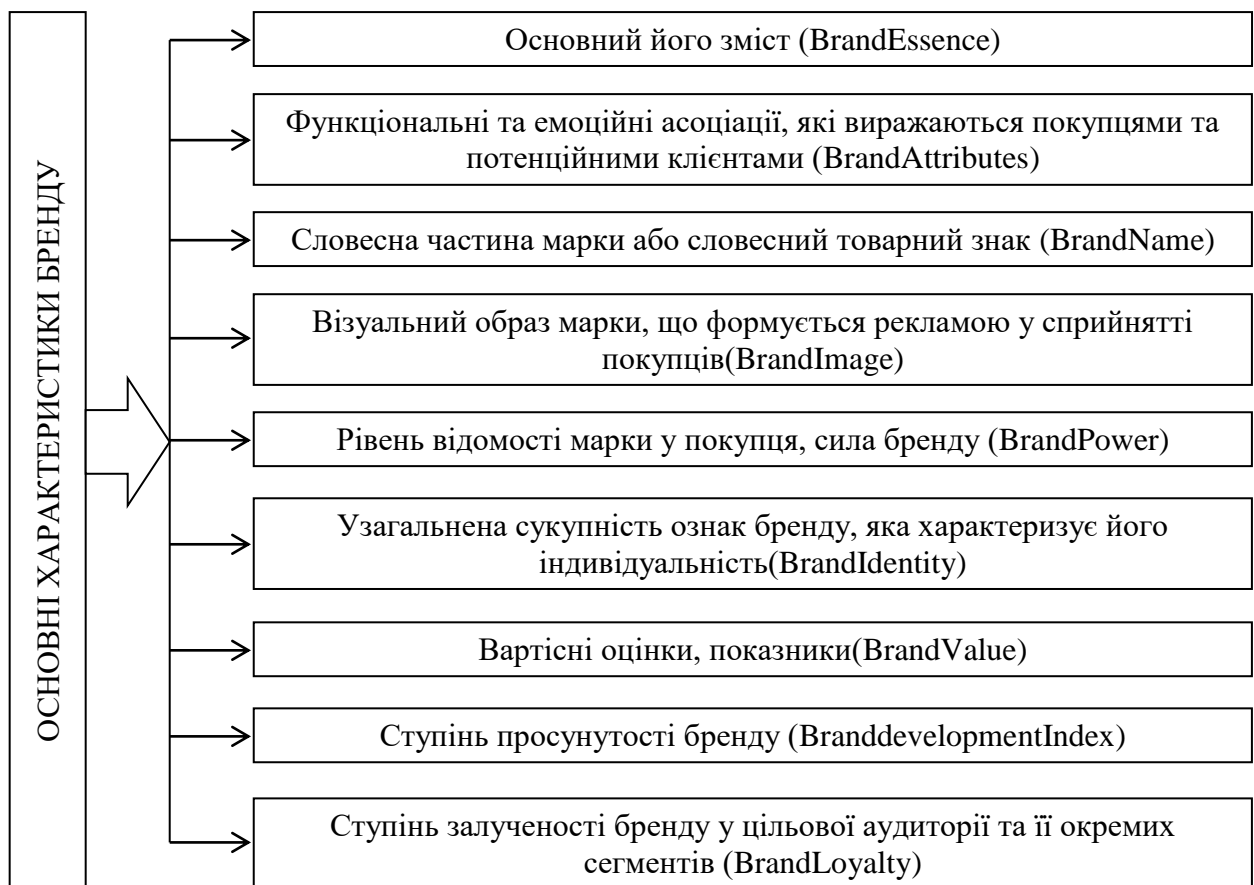 ОСНОВНІ ХАРАКТЕРИСТИКИ БРЕНДУ
Основний його зміст (BrandEssence)
Функціональні та емоційні асоціації, які виражаються покупцями та
потенційними клієнтами (BrandAttributes)
Словесна частина марки або словесний товарний знак (BrandName)
Візуальний образ марки, що формується рекламою у сприйнятті
покупців(BrandImage)
Рівень відомості марки у покупця, сила бренду (BrandPower)
Узагальнена сукупність ознак бренду, яка характеризує його
індивідуальність(BrandIdentity)
Вартісні оцінки, показники(BrandValue)
Ступінь просунутості бренду (BranddevelopmentIndex)
Ступінь залученості бренду у цільової аудиторії та її окремих
сегментів (BrandLoyalty)